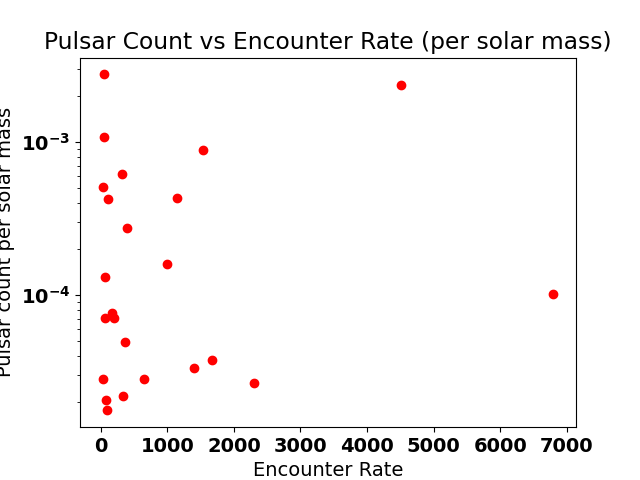 Pulsar Count vs Encounter Rate (per solar mass)
Pulsar count per solar mass
10⁻³
10⁻⁴
0 1000 2000 3000 4000 5000 6000 7000
Encounter Rate